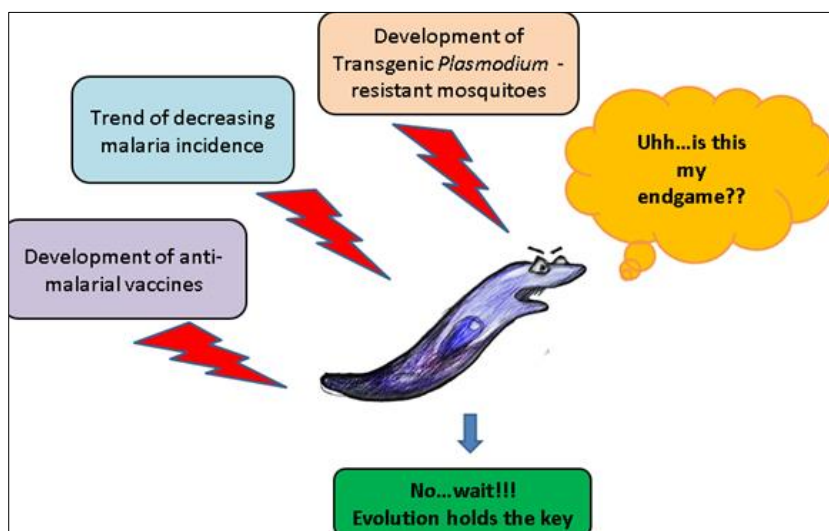 Development of
Transgenic Plasmodium -
resistant mosquitoes
Trend of decreasing
malaria incidence
Development of anti-
malarial vaccines
Uhh...is this
my
endgame??
No...wait!!!
Evolution holds the key